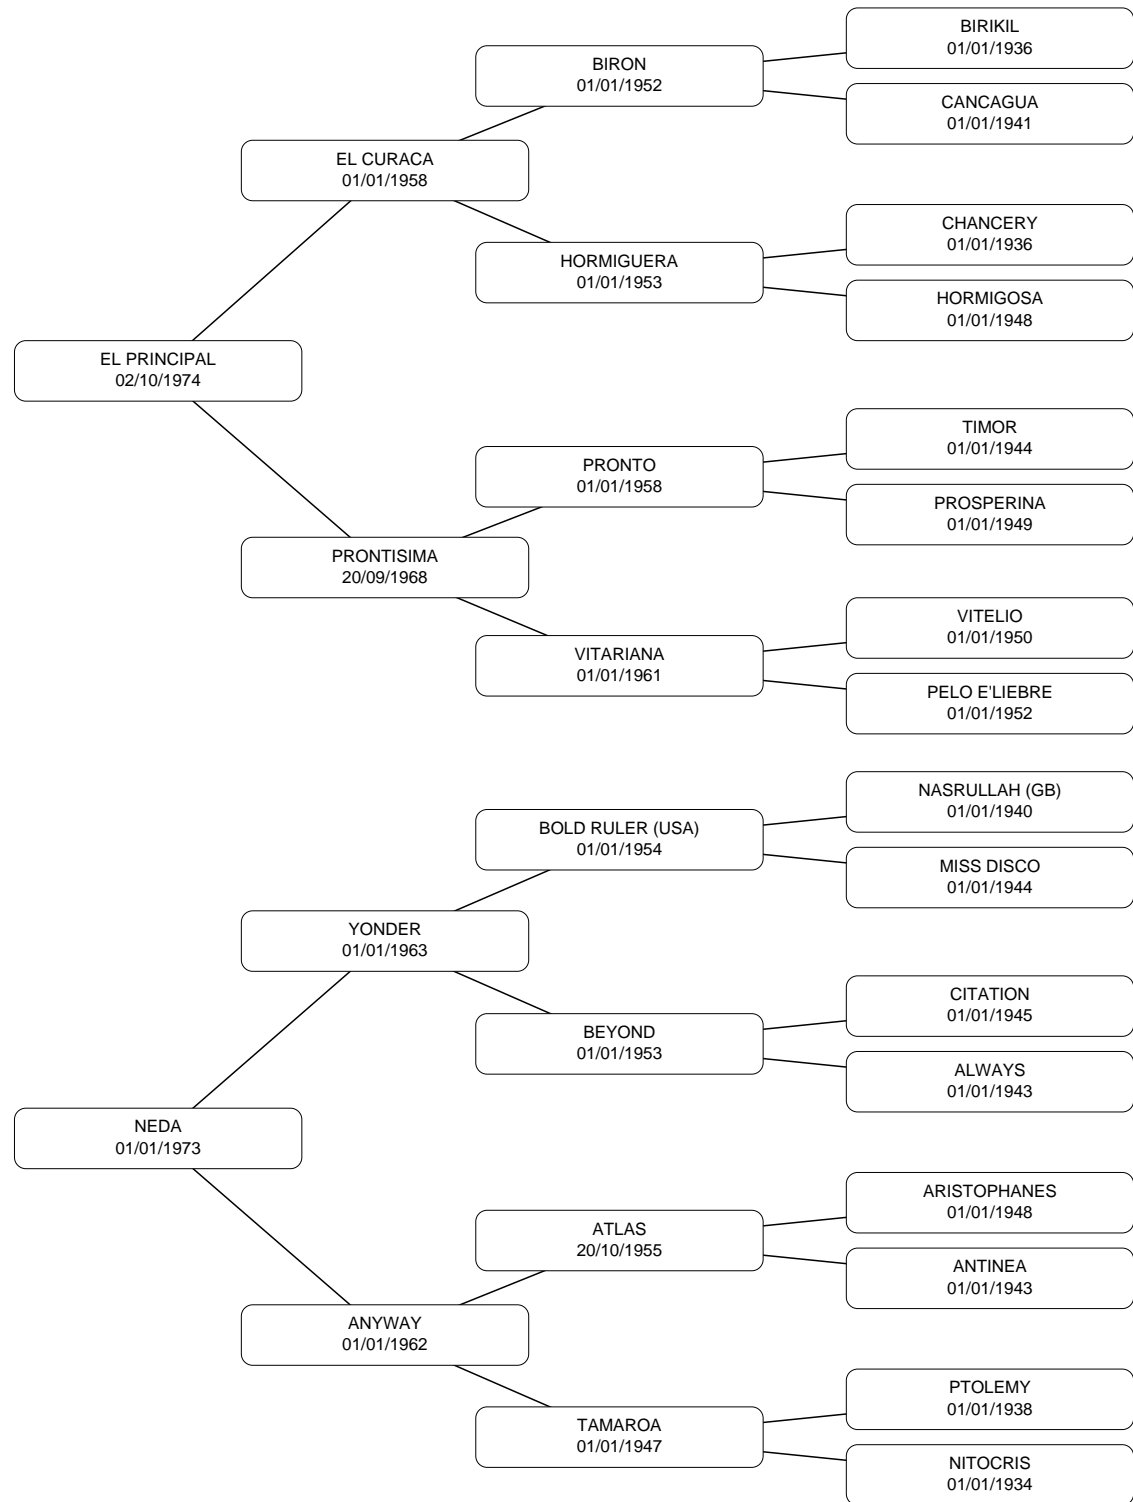 BIRIKIL
01/01/1936
BIRON
01/01/1952
CANCAGUA
01/01/1941
EL CURACA
01/01/1958
CHANCERY
01/01/1936
HORMIGUERA
01/01/1953
HORMIGOSA
01/01/1948
EL PRINCIPAL
02/10/1974
TIMOR
01/01/1944
PRONTO
01/01/1958
PROSPERINA
01/01/1949
PRONTISIMA
20/09/1968
VITELIO
01/01/1950
VITARIANA
01/01/1961
PELO E'LIEBRE
01/01/1952
NASRULLAH (GB)
01/01/1940
BOLD RULER (USA)
01/01/1954
MISS DISCO
01/01/1944
YONDER
01/01/1963
CITATION
01/01/1945
BEYOND
01/01/1953
ALWAYS
01/01/1943
NEDA
01/01/1973
ARISTOPHANES
01/01/1948
ATLAS
20/10/1955
ANTINEA
01/01/1943
ANYWAY
01/01/1962
PTOLEMY
01/01/1938
TAMAROA
01/01/1947
NITOCRIS
01/01/1934